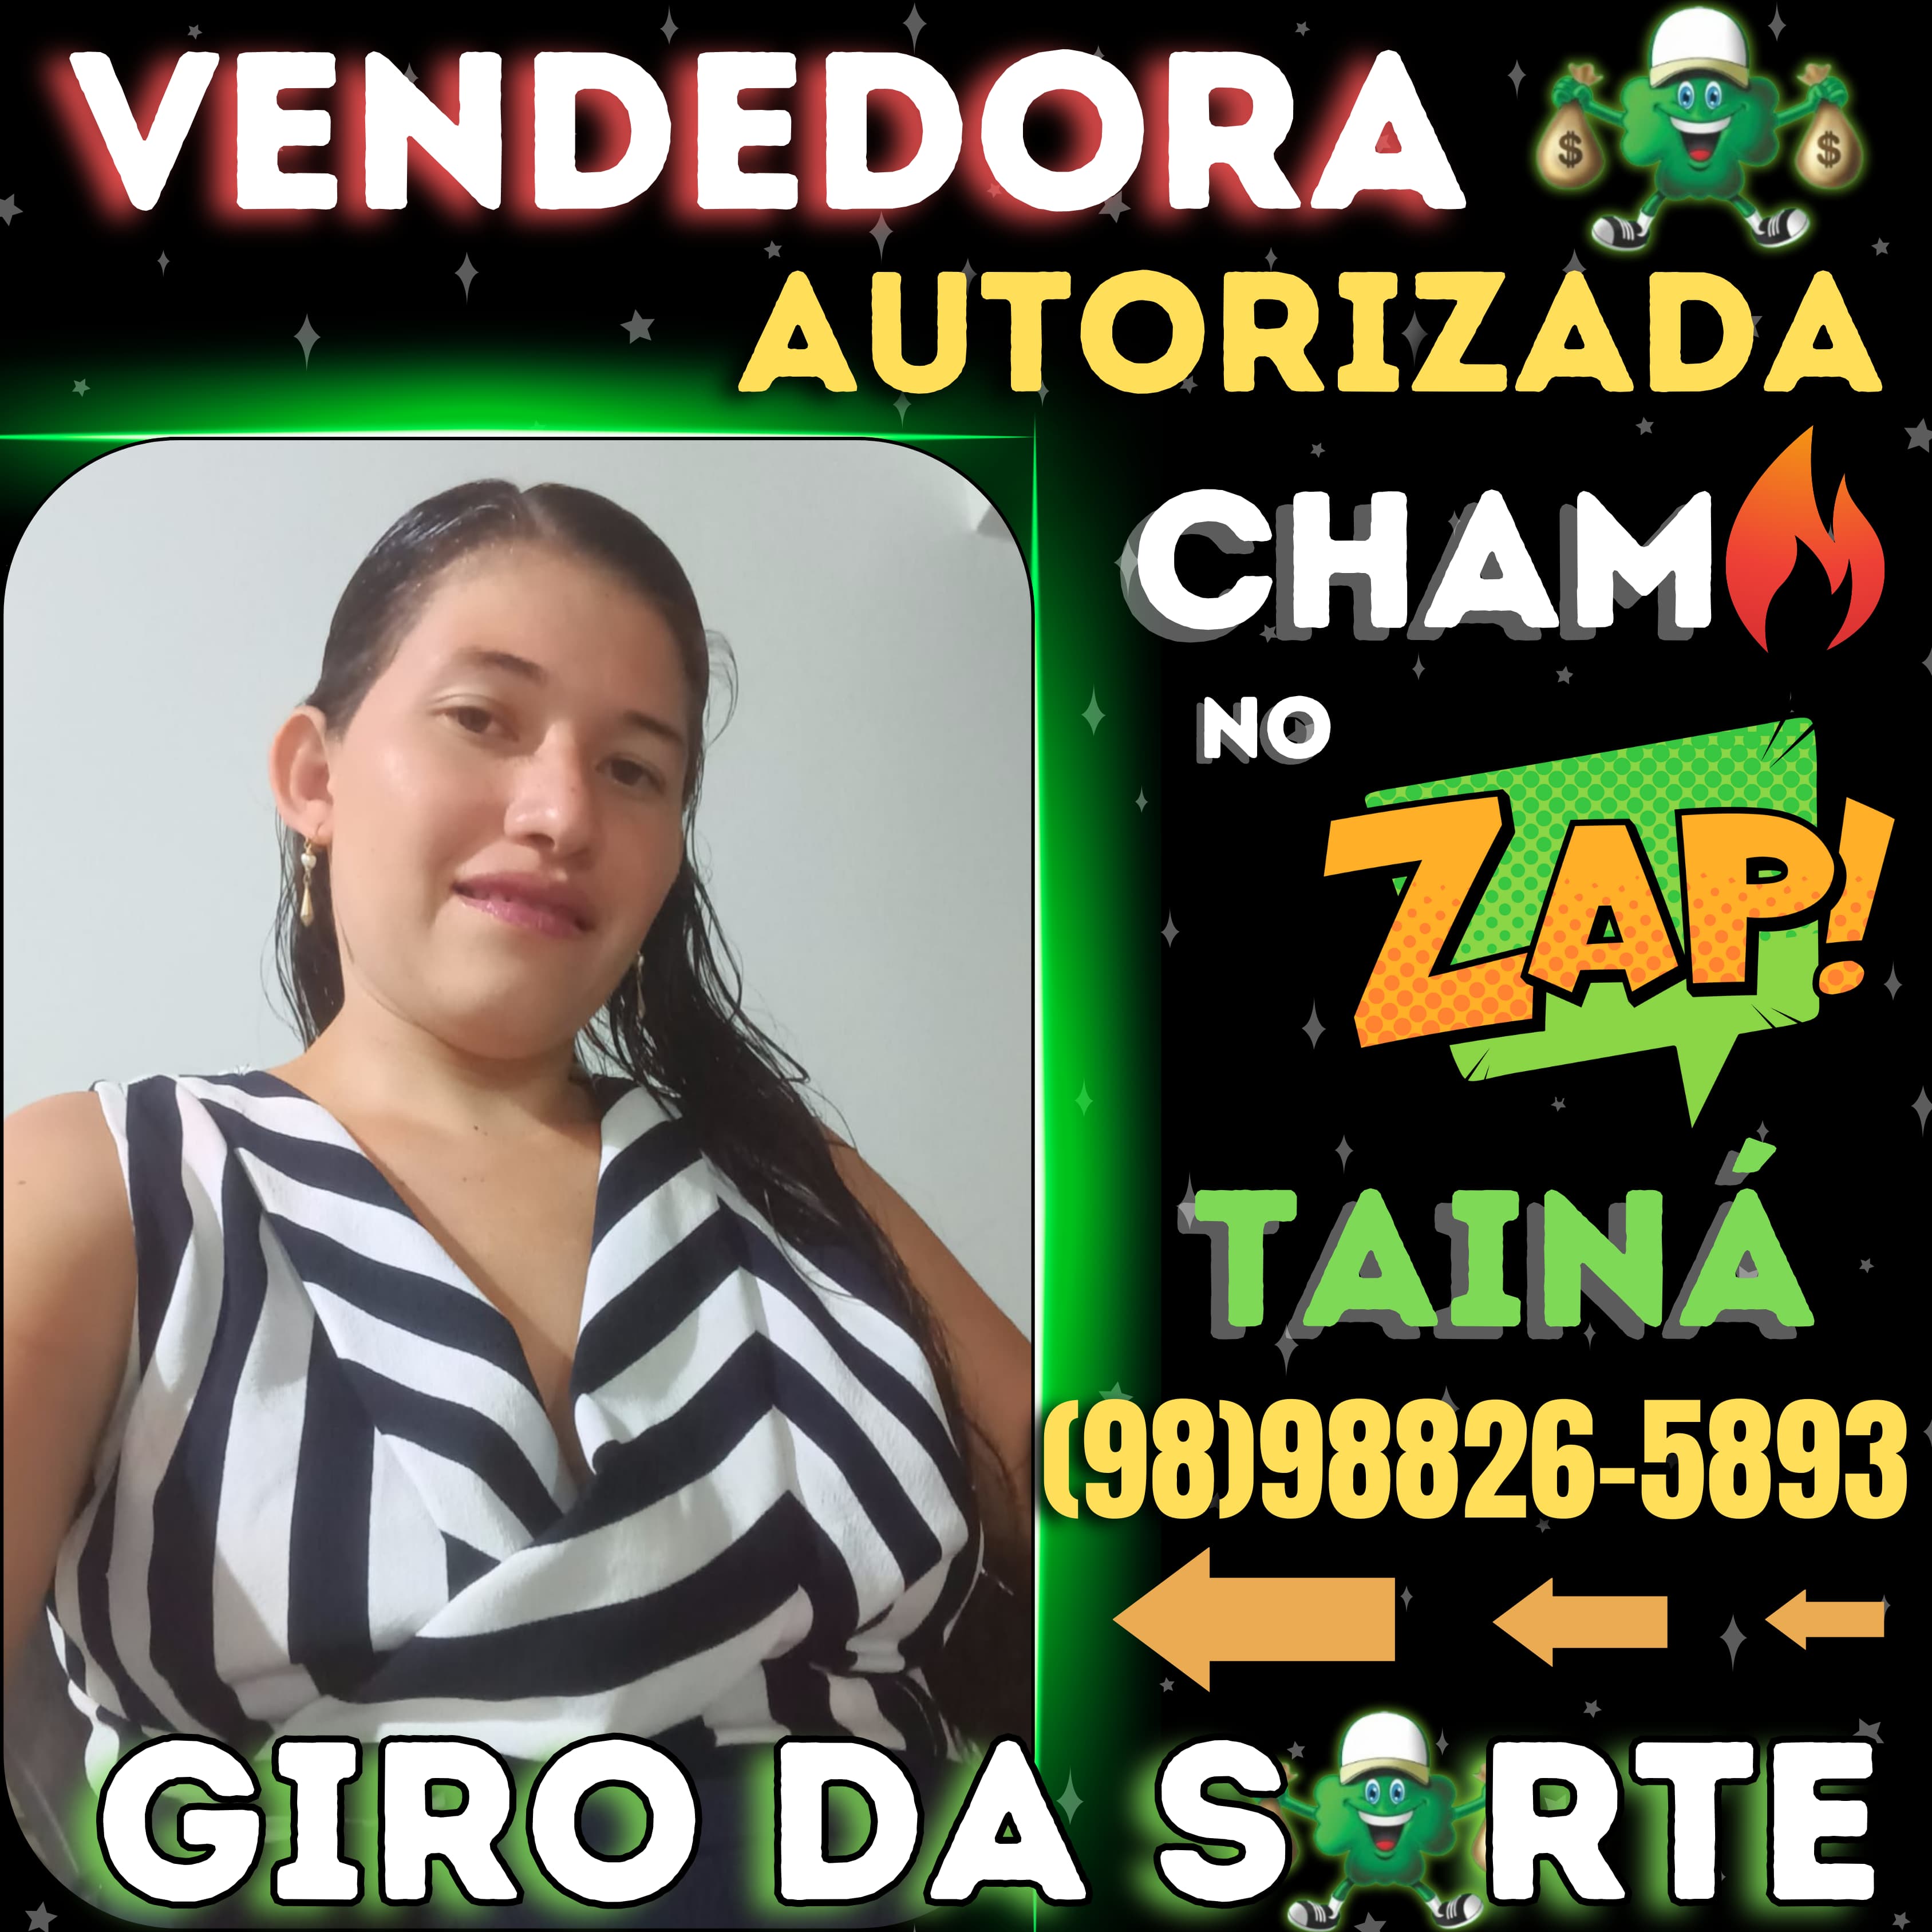 VENDEDORA
AUTORIZADA
CHAM
NO
ZAP!
TAINÁ
(98)98826-5893
GIRO DA S RTE